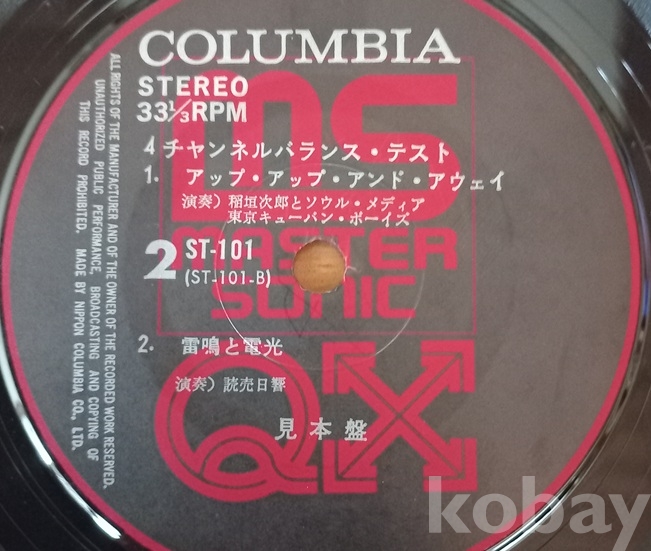 COLUMBIA
STEREO
33⅓RPM
4チャンネルバランス・テスト
1. アップ・アップ・アンド・アウェイ
演奏）稲垣次郎とソウル・メディア
東京キューバン・ボーイズ
2 ST-101
(ST-101-B)
MS
MASTER
SONIC
2. 雷鳴と電光
演奏）読売日響
見本盤
QX
ALL RIGHTS OF THE MANUFACTURER AND OF THE OWNER OF THE RECORDED WORK RESERVED.
UNAUTHORIZED PUBLIC PERFORMANCE, BROADCASTING AND COPYING OF
THIS RECORD PROHIBITED. MADE BY NIPPON COLUMBIA CO., LTD.
kobay